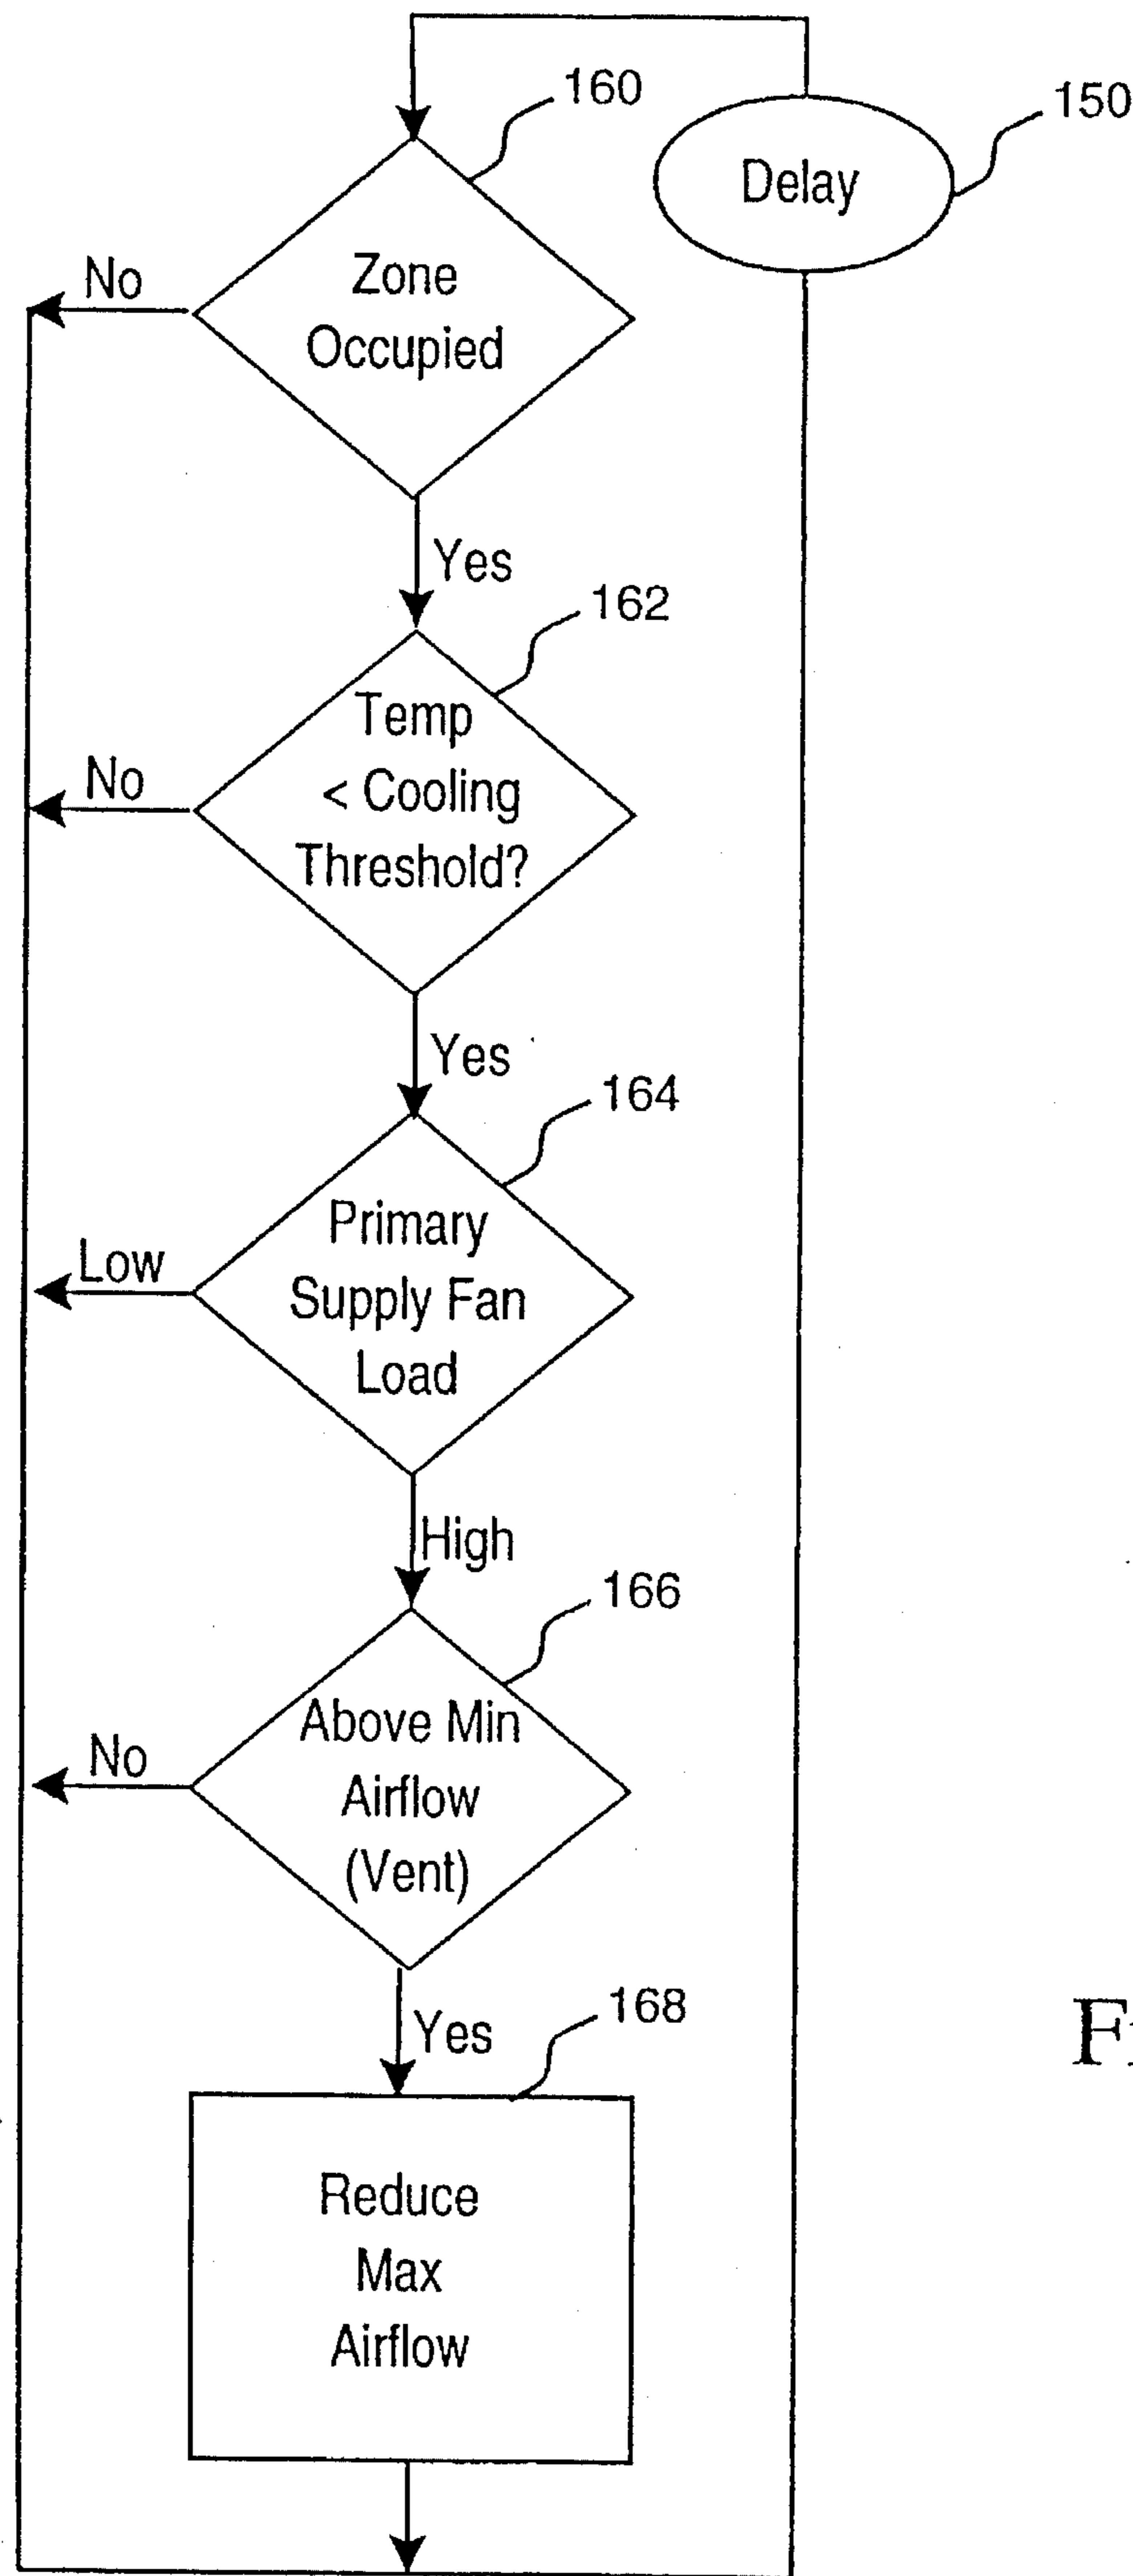 160
150
Delay
Zone
Occupied
No
Yes
162
Temp
< Cooling
Threshold?
No
Yes
164
Primary
Supply Fan
Load
Low
High
166
Above Min
Airflow
(Vent)
No
Yes
168
Reduce
Max
Airflow